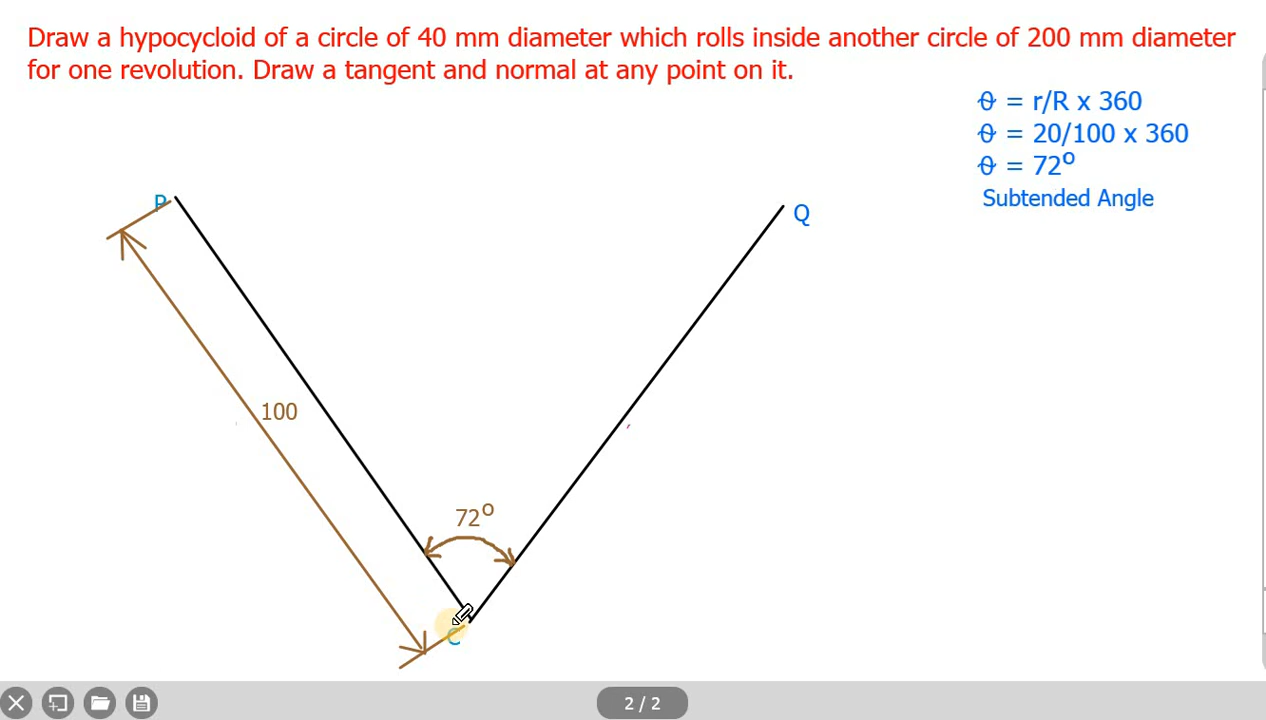 Draw a hypocycloid of a circle of 40 mm diameter which rolls inside another circle of 200 mm diameter
for one revolution. Draw a tangent and normal at any point on it.
θ = r/R x 360
θ = 20/100 x 360
θ = 72°
Subtended Angle
P
Q
100
72°
C
2 / 2